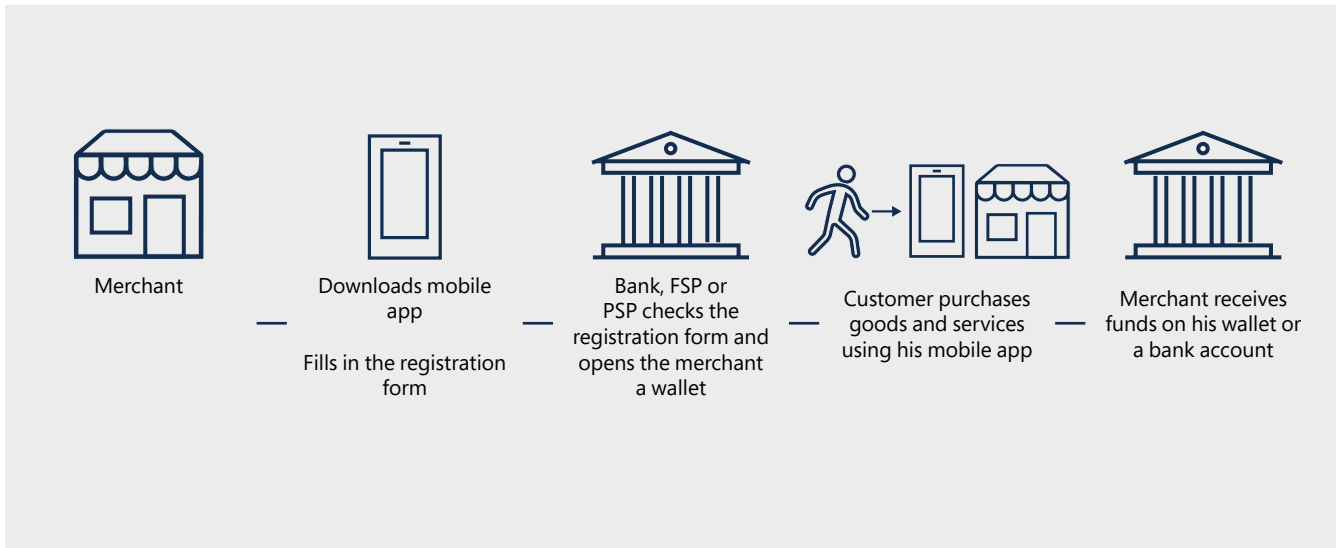 Merchant
Downloads mobile
app
Fills in the registration
form
Bank, FSP or
PSP checks the
registration form and
opens the merchant
a wallet
Customer purchases
goods and services
using his mobile app
Merchant receives
funds on his wallet or
a bank account